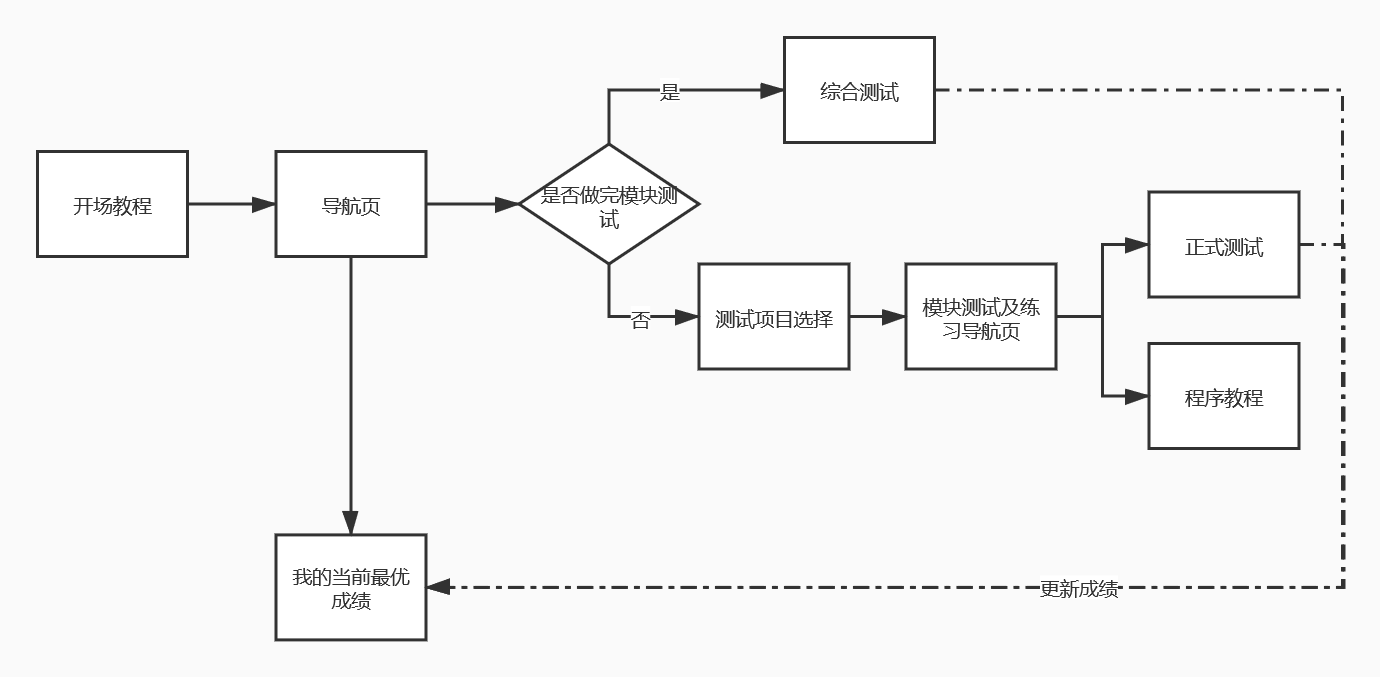 综合测试
是
开场教程
导航页
是否做完模块测
试
正式测试
否
测试项目选择
模块测试及练
习导航页
程序教程
我的当前最优
成绩
更新成绩